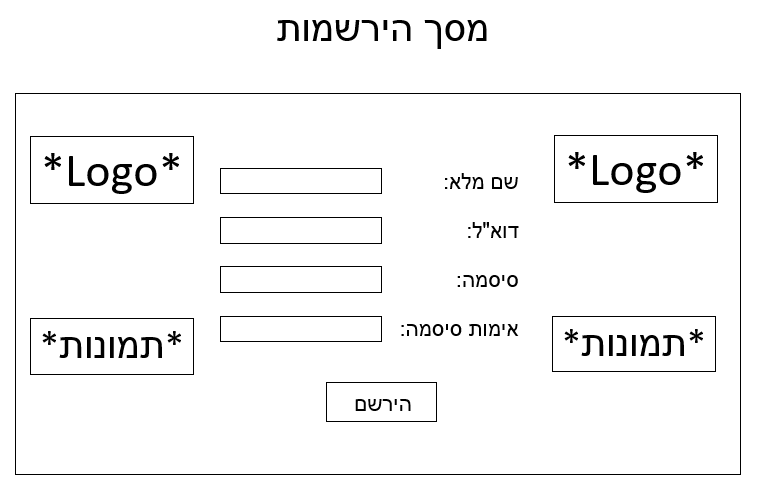 מסך הירשמות
*Logo*
*Logo*
שם מלא:
דוא"ל:
סיסמה:
אימות סיסמה:
*תמונות*
*תמונות*
הירשם